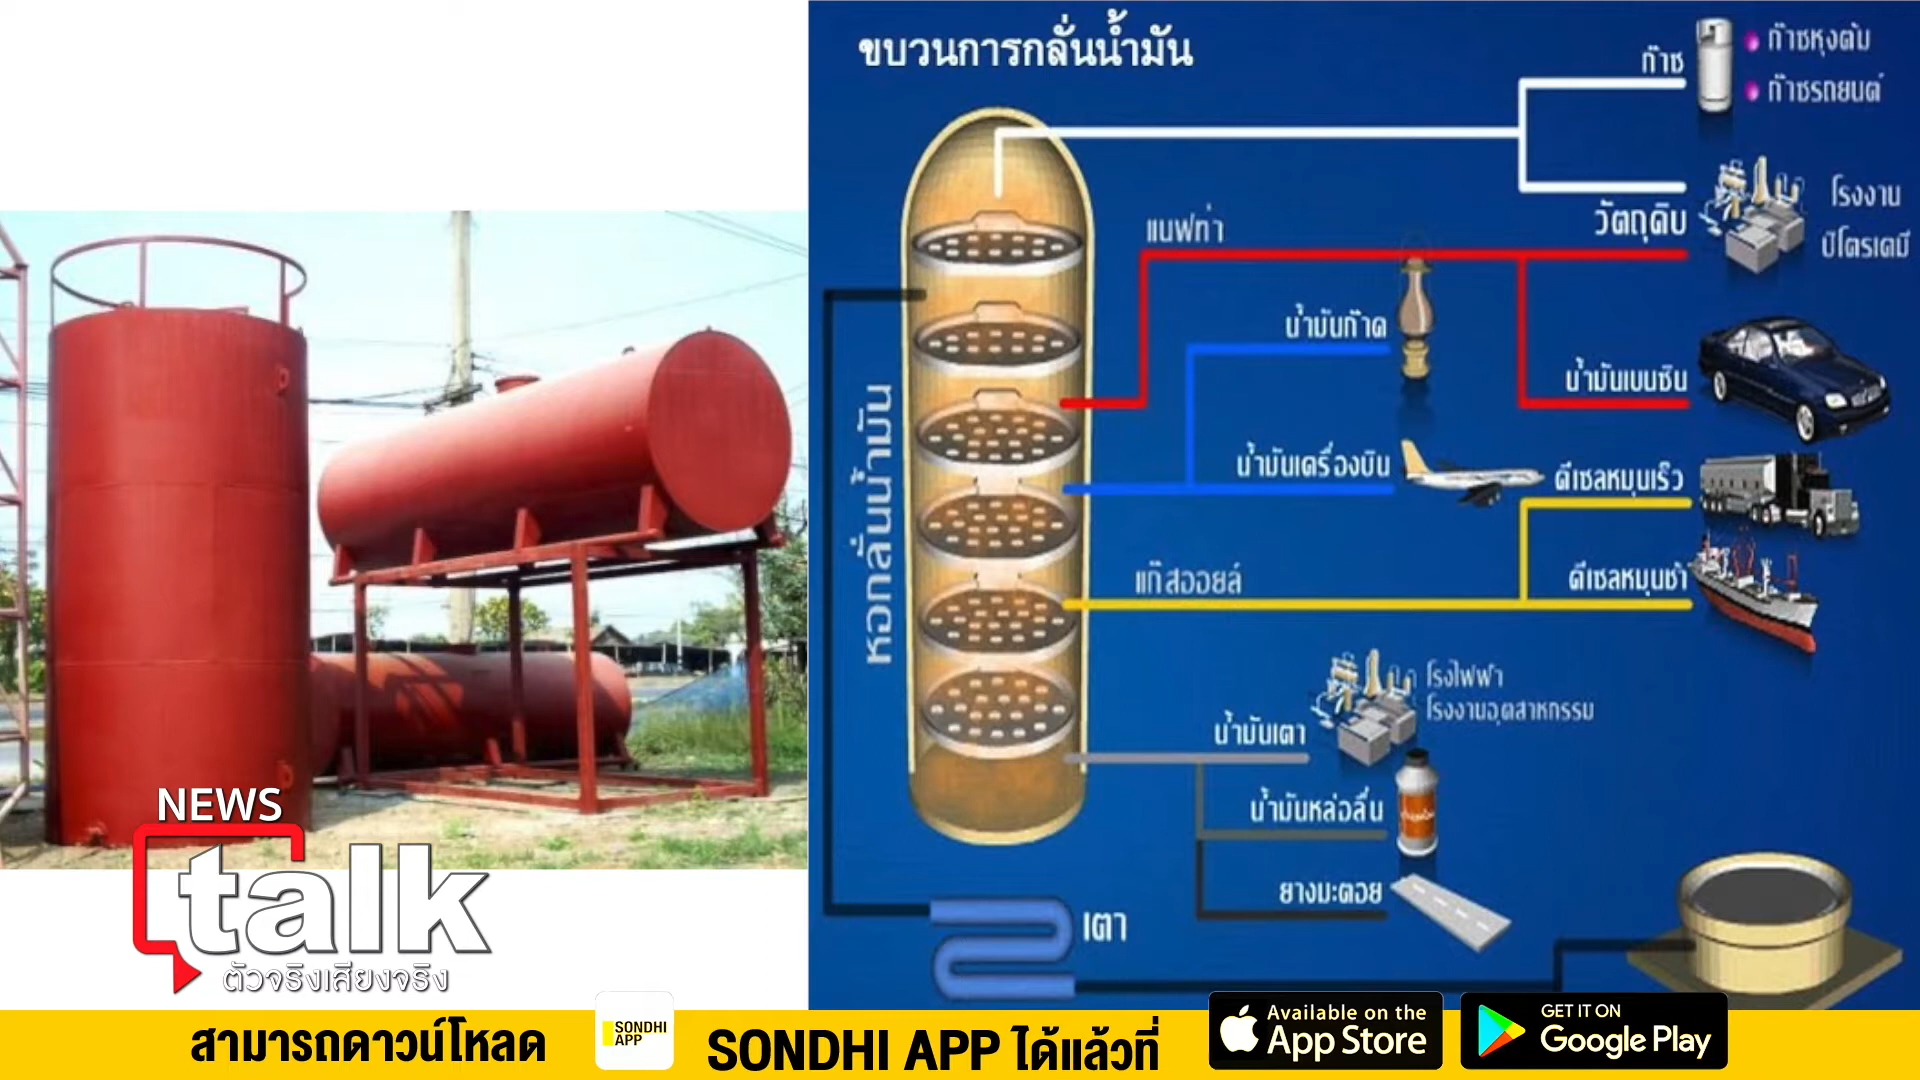 ขบวนการกลั่นน้ำมัน
ก๊าซ
ก๊าซหุงต้ม
ก๊าซรถยนต์
วัตถุดิบ
โรงงาน
ปิโตรเคมี
แนฟท่า
น้ำมันก๊าด
น้ำมันเบนซิน
น้ำมันเครื่องบิน
ดีเซลหมุนเร็ว
แก๊สออยล์
ดีเซลหมุนช้า
หอกลั่นน้ำมัน
น้ำมันเตา
โรงไฟฟ้า
โรงงานอุตสาหกรรม
น้ำมันหล่อลื่น
ยางมะตอย
เตา
NEWS
talk
ตัวจริงเสียงจริง
สามารถดาวน์โหลด
SONDHI
APP
SONDHI APP ได้แล้วที่
Available on the
App Store
GET IT ON
Google Play